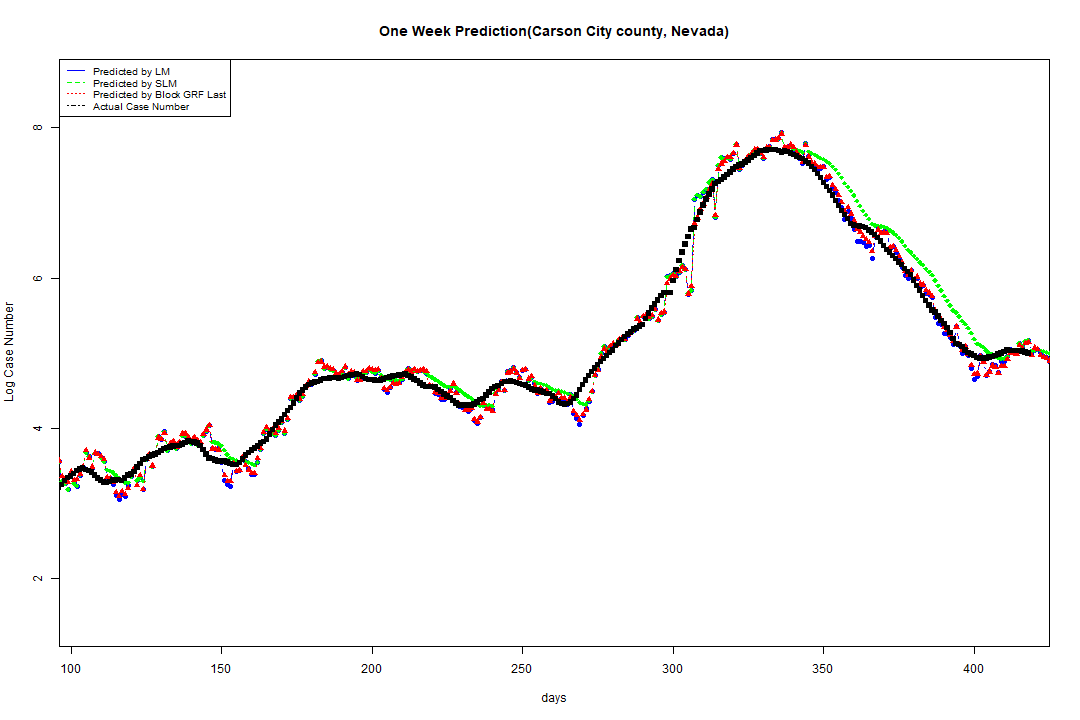 One Week Prediction(Carson City county, Nevada)
Predicted by LM
Predicted by SLM
Predicted by Block GRF Last
Actual Case Number
8
6
4
2
Log Case Number
100 150 200 250 300 350 400
days